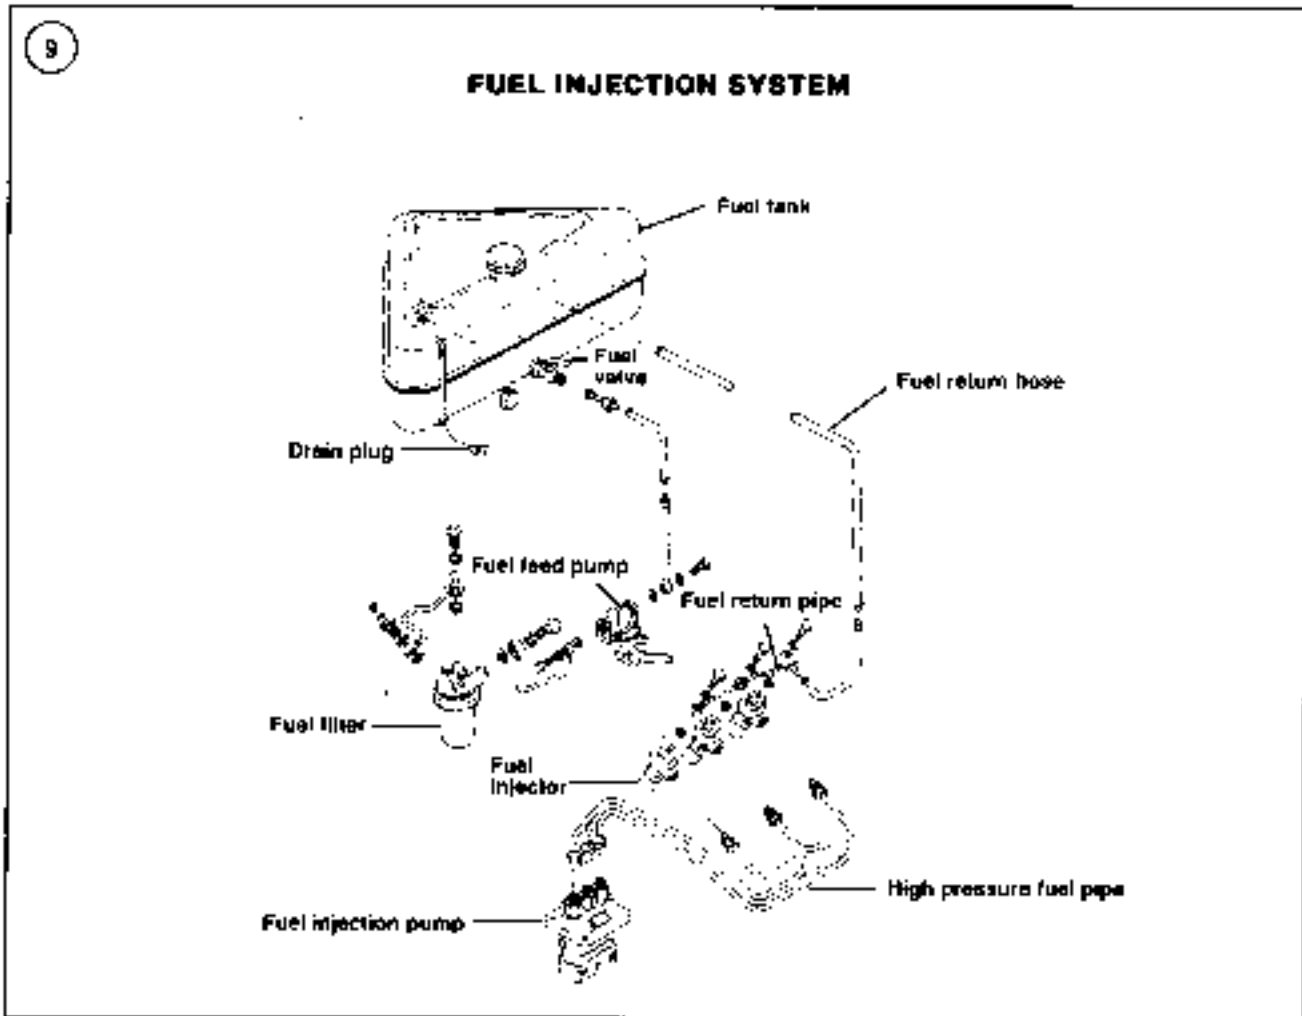 9
FUEL INJECTION SYSTEM
Fuel tank
Fuel
valve
Fuel return hose
Drain plug
Fuel feed pump
Fuel return pipe
Fuel filter
Fuel
injector
High pressure fuel pipe
Fuel injection pump